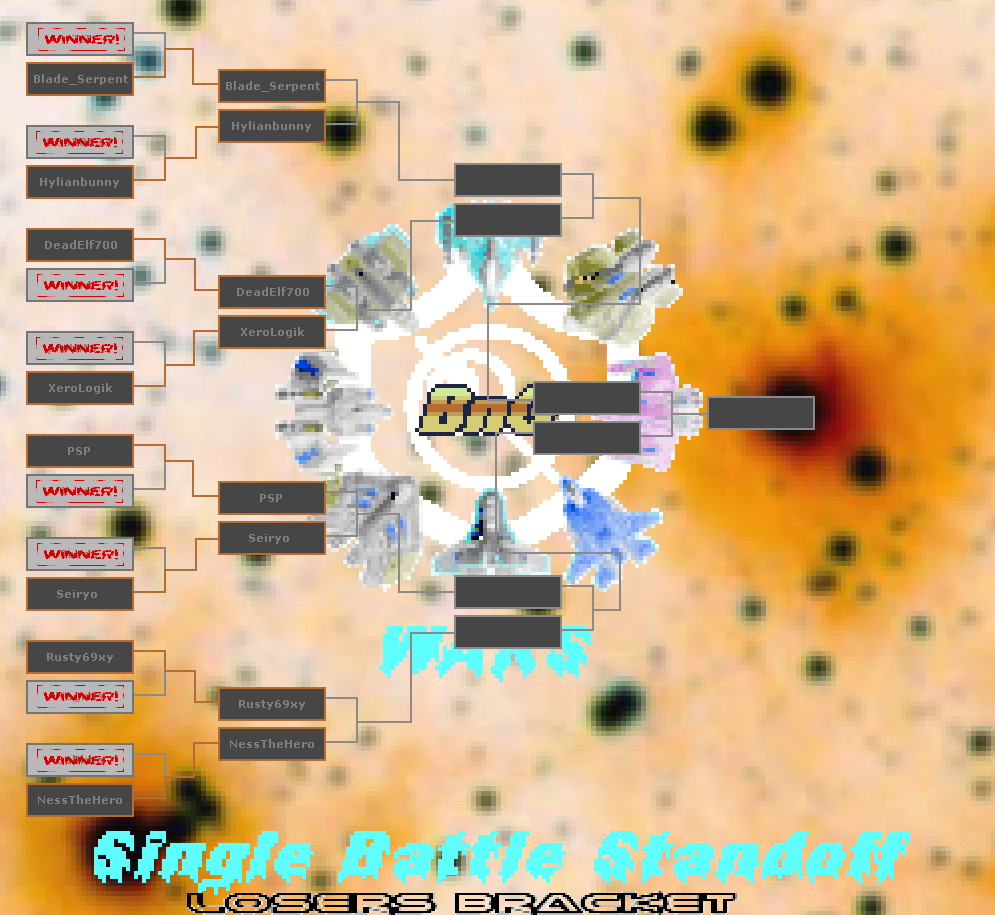 WINNER!
Blade_Serpent
Blade_Serpent
Hylianbunny
WINNER!
Hylianbunny
DeadElf700
WINNER!
DeadElf700
XeroLogik
WINNER!
XeroLogik
PSP
WINNER!
PSP
Seiryo
WINNER!
Seiryo
Rusty69xy
WINNER!
Rusty69xy
NessTheHero
WINNER!
NessTheHero
Single Battle Standoff
LOSERS BRACKET